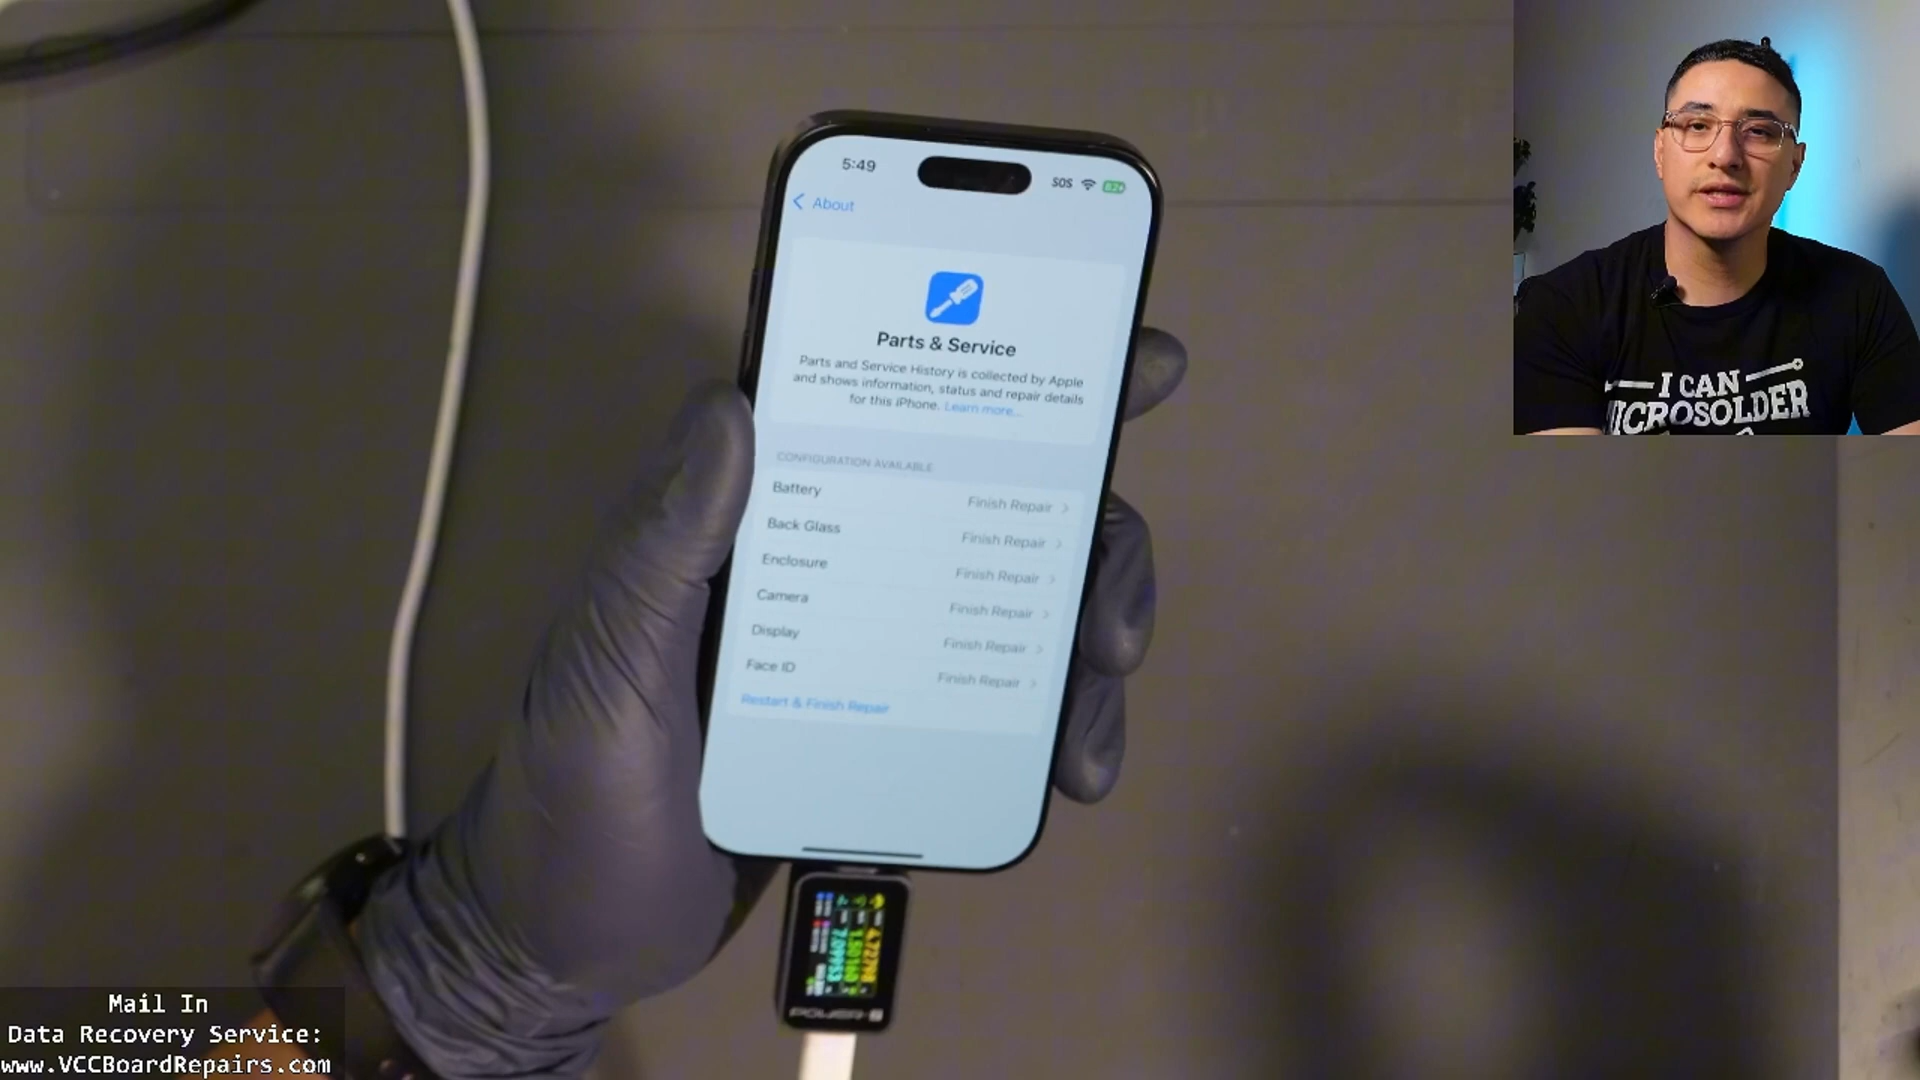 5:49
SOS
82
About
Parts & Service
Parts and Service History is collected by Apple
and shows information, status and repair details
for this iPhone. Learn more...
CONFIGURATION AVAILABLE
Battery Finish Repair
Back Glass Finish Repair
Enclosure Finish Repair
Camera Finish Repair
Display Finish Repair
Face ID Finish Repair
Restart & Finish Repair
I CAN
MICROSOLDER
Mail In
Data Recovery Service:
www.VCCBoardRepairs.com